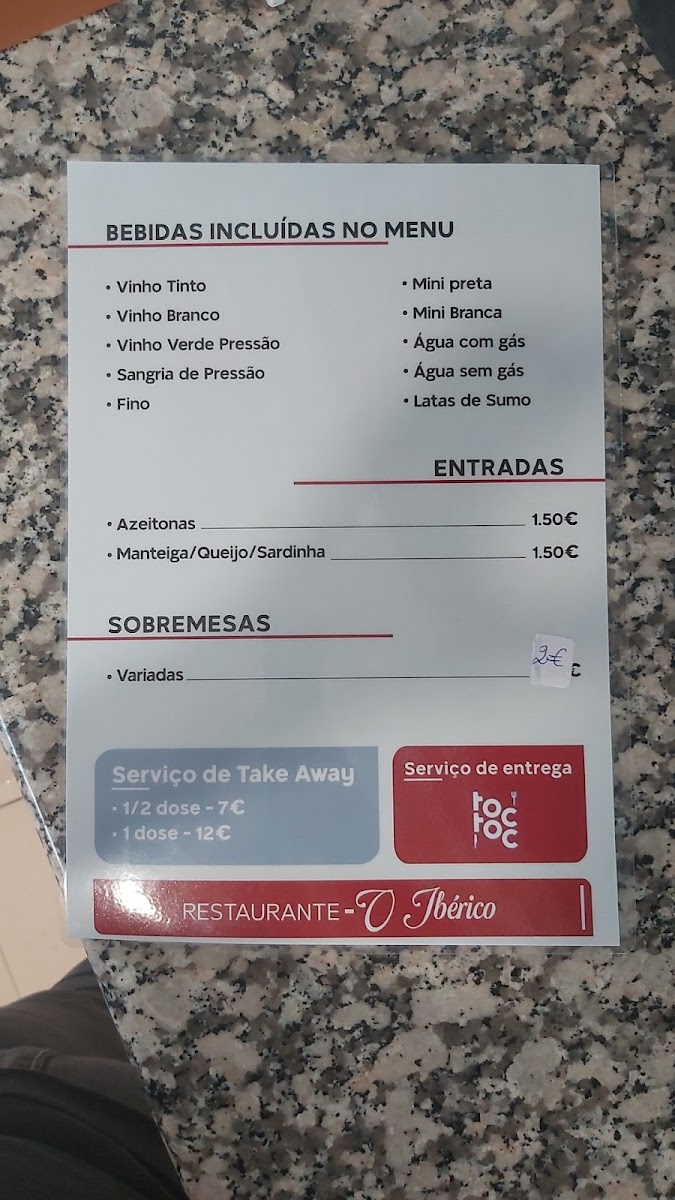 BEBIDAS INCLUÍDAS NO MENU
• Vinho Tinto
• Vinho Branco
• Vinho Verde Pressão
• Sangria de Pressão
• Fino
• Mini preta
• Mini Branca
• Água com gás
• Água sem gás
• Latas de Sumo
ENTRADAS
• Azeitonas 1.50€
• Manteiga/Queijo/Sardinha 1.50€
SOBREMESAS
• Variadas 2€ €
Serviço de Take Away
• 1/2 dose - 7€
• 1 dose - 12€
Serviço de entrega
toc
toc
RESTAURANTE - O Ibérico